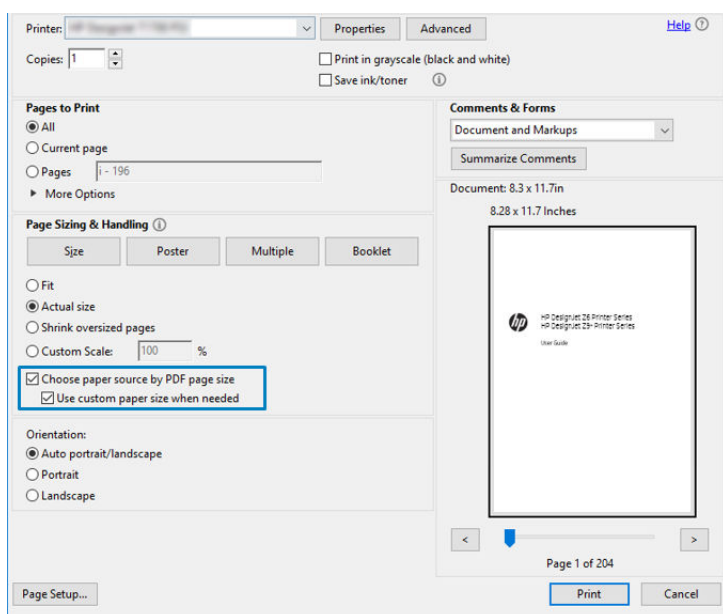 Printer:
Properties
Advanced
Help
Copies: 1
Print in grayscale (black and white)
Save ink/toner
Pages to Print
All
Current page
Pages i - 196
More Options
Comments & Forms
Document and Markups
Summarize Comments
Document: 8.3 x 11.7in
8.28 x 11.7 Inches
Page Sizing & Handling
Size Poster Multiple Booklet
Fit
Actual size
Shrink oversized pages
Custom Scale: 100 %
Choose paper source by PDF page size
Use custom paper size when needed
hp
HP DesignJet Z6 Printer Series
HP DesignJet Z9+ Printer Series
User Guide
Orientation:
Auto portrait/landscape
Portrait
Landscape
< >
Page 1 of 204
Page Setup...
Print
Cancel